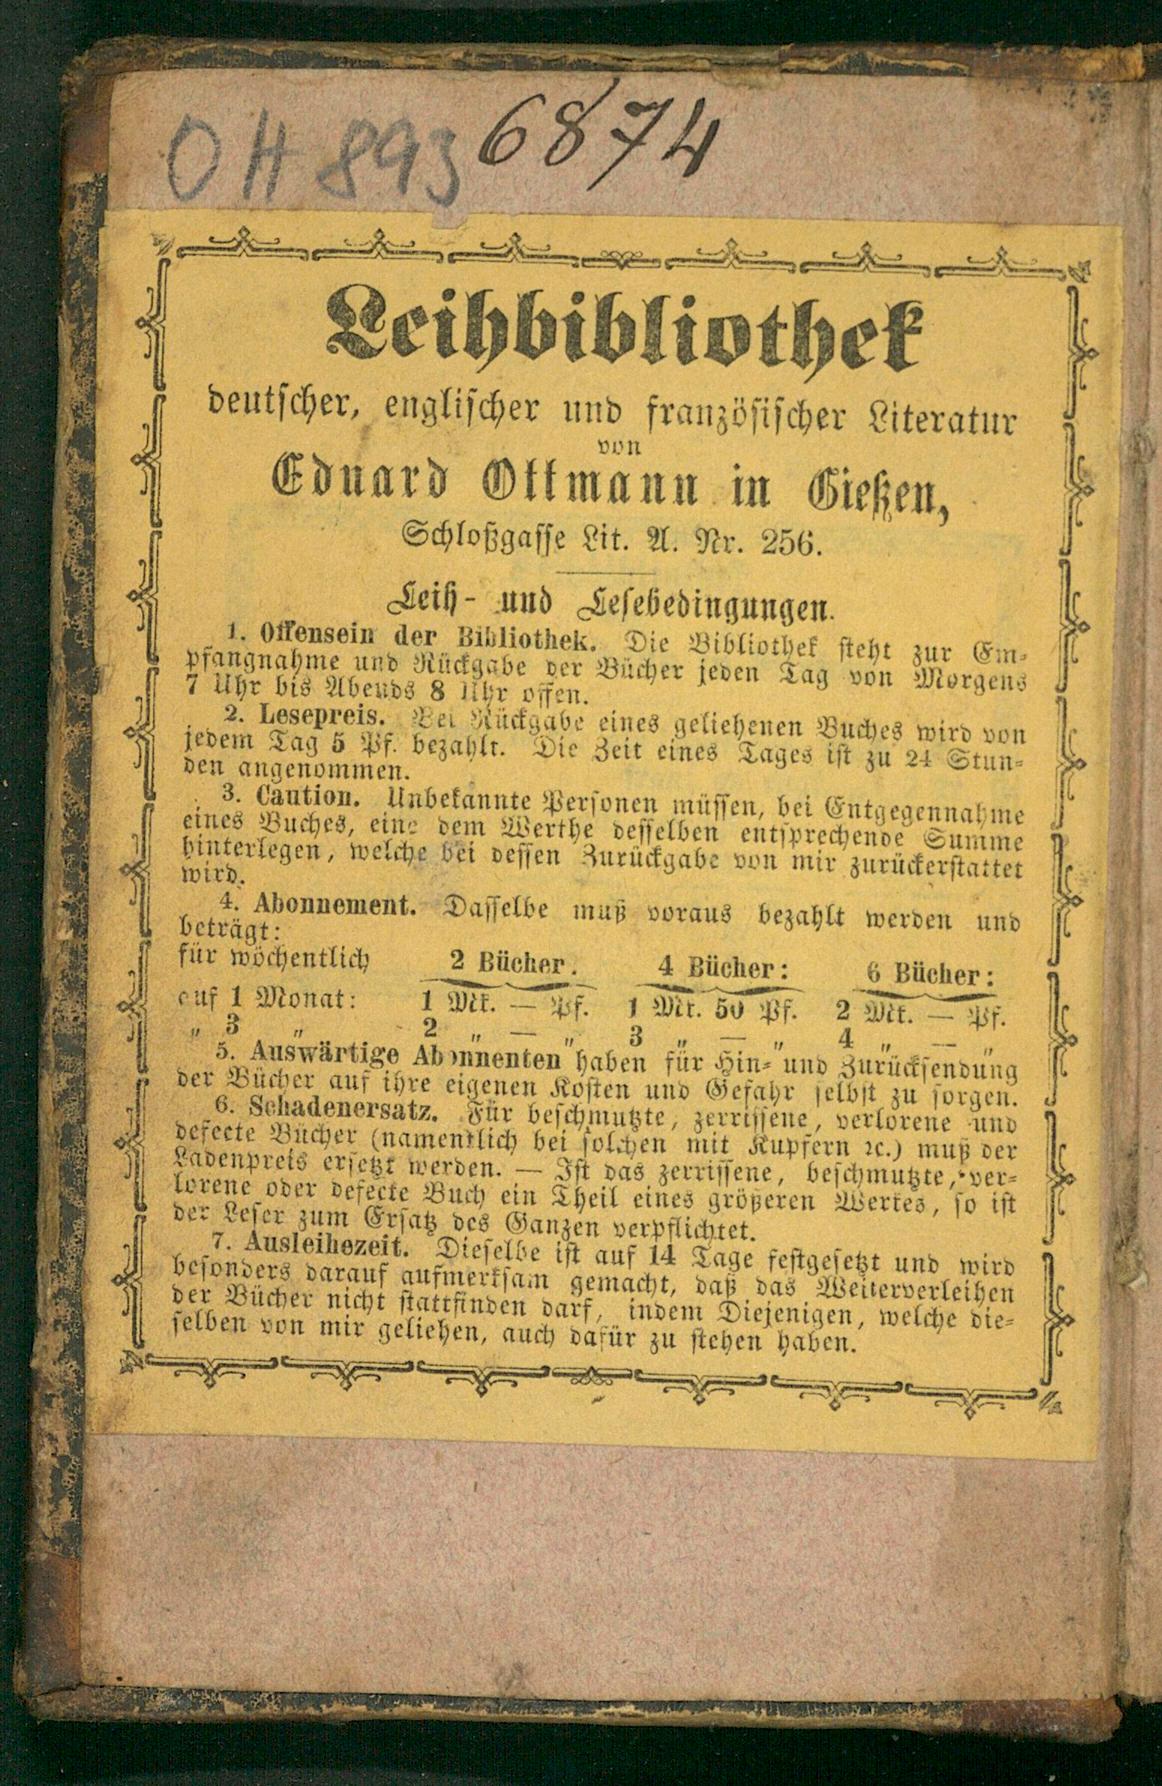 OH 893 6874
Leihbibliothek
deutscher, englischer und französischer Literatur
von
Eduard Ottmann in Gießen,
Schloßgasse Lit. A. Nr. 256.
Leih- und Lesebedingungen.
1. Offensein der Bibliothek. Die Bibliothek steht zur Em-
pfangnahme und Rückgabe der Bücher jeden Tag von Morgens
7 Uhr bis Abends 8 Uhr offen.
2. Lesepreis. Bei Rückgabe eines geliehenen Buches wird von
jedem Tag 5 Pf. bezahlt. Die Zeit eines Tages ist zu 24 Stun-
den angenommen.
3. Caution. Unbekannte Personen müssen, bei Entgegennahme
eines Buches, eine dem Werthe desselben entsprechende Summe
hinterlegen, welche bei dessen Zurückgabe von mir zurückerstattet
wird.
4. Abonnement. Dasselbe muß voraus bezahlt werden und
beträgt:
für wöchentlich 2 Bücher. 4 Bücher: 6 Bücher:
auf 1 Monat: 1 Mk. — Pf. 1 Mk. 50 Pf. 2 Mk. — Pf.
„ 3 „ 2 „ — „ 3 „ — „ 4 „ — „
5. Auswärtige Abonnenten haben für Hin- und Zurücksendung
der Bücher auf ihre eigenen Kosten und Gefahr selbst zu sorgen.
6. Schadenersatz. Für beschmutzte, zerrissene, verlorene und
defecte Bücher (namentlich bei solchen mit Kupfern ꝛc.) muß der
Ladenpreis ersetzt werden. — Ist das zerrissene, beschmutzte, ver-
lorene oder defecte Buch ein Theil eines größeren Werkes, so ist
der Leser zum Ersatz des Ganzen verpflichtet.
7. Ausleihezeit. Dieselbe ist auf 14 Tage festgesetzt und wird
besonders darauf aufmerksam gemacht, daß das Weiterverleihen
der Bücher nicht stattfinden darf, indem Diejenigen, welche die-
selben von mir geliehen, auch dafür zu stehen haben.